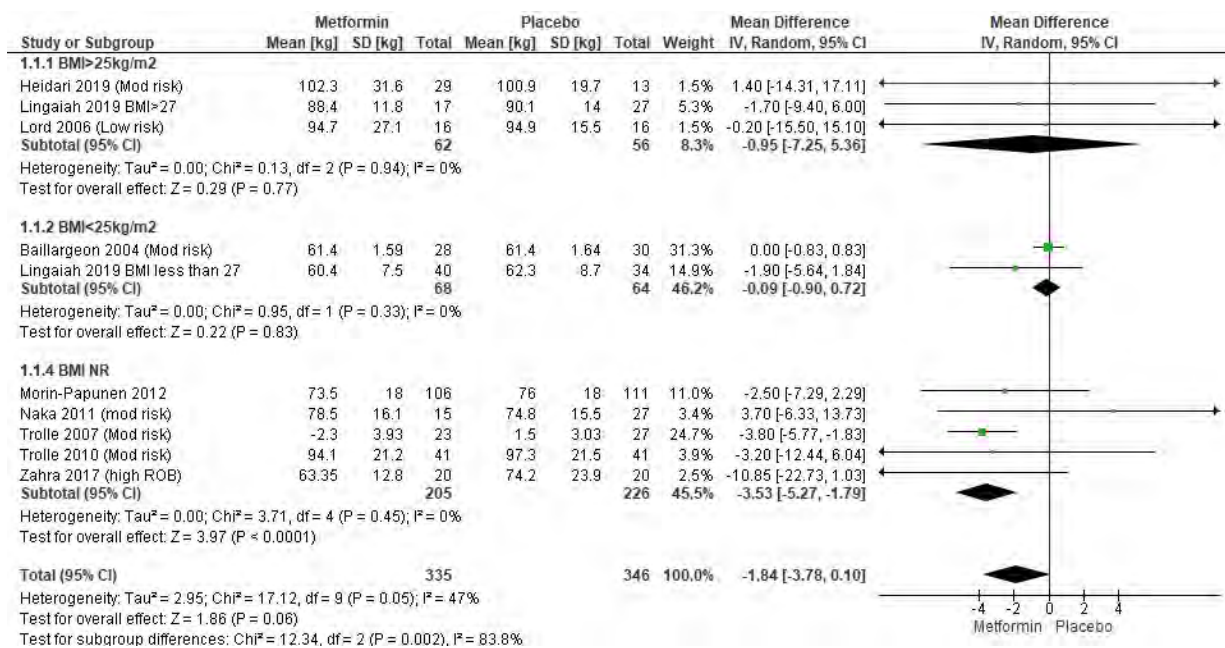 Metformin Placebo Mean Difference Mean Difference
Study or Subgroup Mean [kg] SD [kg] Total Mean [kg] SD [kg] Total Weight IV, Random, 95% CI IV, Random, 95% CI
1.1.1 BMI>25kg/m2
Heidari 2019 (Mod risk) 102.3 31.6 29 100.9 19.7 13 1.5% 1.40 [-14.31, 17.11]
Lingaiah 2019 BMI>27 88.4 11.8 17 90.1 14 27 5.3% -1.70 [-9.40, 6.00]
Lord 2006 (Low risk) 94.7 27.1 16 94.9 15.5 16 1.5% -0.20 [-15.50, 15.10]
Subtotal (95% CI) 62 56 8.3% -0.95 [-7.25, 5.36]
Heterogeneity: Tau² = 0.00; Chi² = 0.13, df = 2 (P = 0.94); I² = 0%
Test for overall effect: Z = 0.29 (P = 0.77)
1.1.2 BMI<25kg/m2
Baillargeon 2004 (Mod risk) 61.4 1.59 28 61.4 1.64 30 31.3% 0.00 [-0.83, 0.83]
Lingaiah 2019 BMI less than 27 60.4 7.5 40 62.3 8.7 34 14.9% -1.90 [-5.64, 1.84]
Subtotal (95% CI) 68 64 46.2% -0.09 [-0.90, 0.72]
Heterogeneity: Tau² = 0.00; Chi² = 0.95, df = 1 (P = 0.33); I² = 0%
Test for overall effect: Z = 0.22 (P = 0.83)
1.1.4 BMI NR
Morin-Papunen 2012 73.5 18 106 76 18 111 11.0% -2.50 [-7.29, 2.29]
Naka 2011 (mod risk) 78.5 16.1 15 74.8 15.5 27 3.4% 3.70 [-6.33, 13.73]
Trolle 2007 (Mod risk) -2.3 3.93 23 1.5 3.03 27 24.7% -3.80 [-5.77, -1.83]
Trolle 2010 (Mod risk) 94.1 21.2 41 97.3 21.5 41 3.9% -3.20 [-12.44, 6.04]
Zahra 2017 (high ROB) 63.35 12.8 20 74.2 23.9 20 2.5% -10.85 [-22.73, 1.03]
Subtotal (95% CI) 205 226 45.5% -3.53 [-5.27, -1.79]
Heterogeneity: Tau² = 0.00; Chi² = 3.71, df = 4 (P = 0.45); I² = 0%
Test for overall effect: Z = 3.97 (P < 0.0001)
Total (95% CI) 335 346 100.0% -1.84 [-3.78, 0.10]
Heterogeneity: Tau² = 2.95; Chi² = 17.12, df = 9 (P = 0.05); I² = 47%
Test for overall effect: Z = 1.86 (P = 0.06)
Test for subgroup differences: Chi² = 12.34, df = 2 (P = 0.002), I² = 83.8%
-4 -2 0 2 4
Metformin Placebo